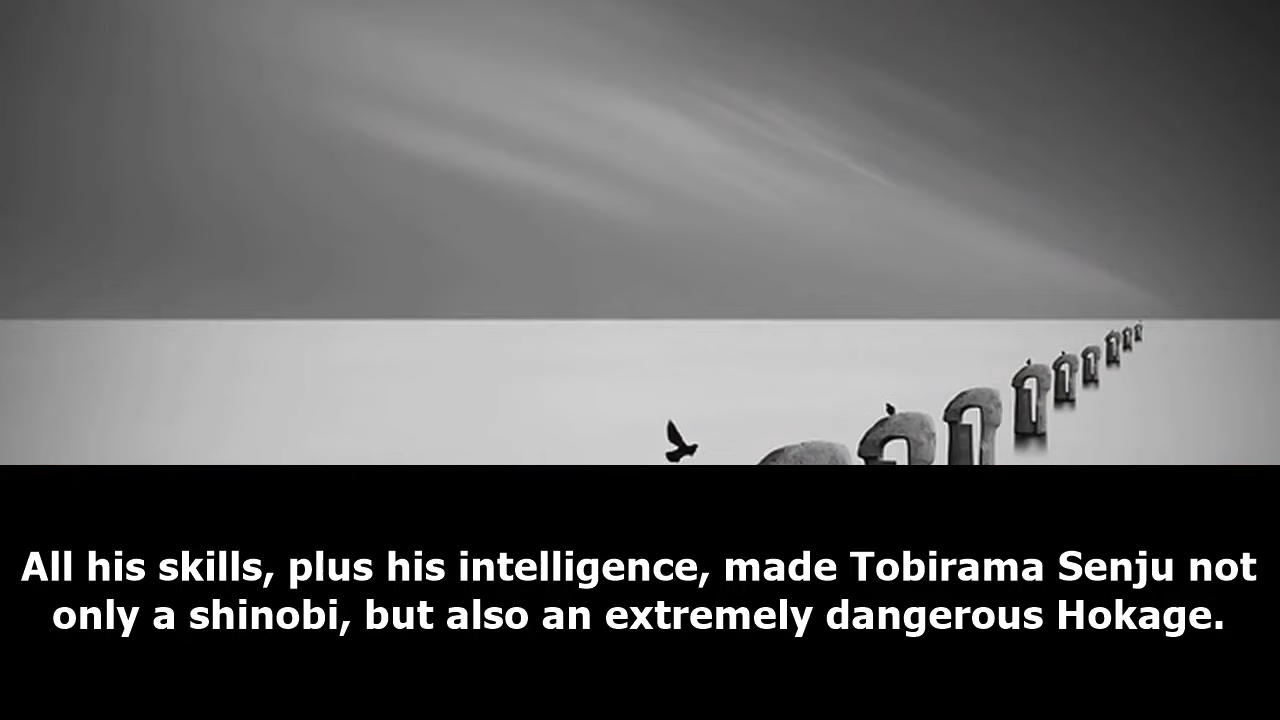 All his skills, plus his intelligence, made Tobirama Senju not
only a shinobi, but also an extremely dangerous Hokage.